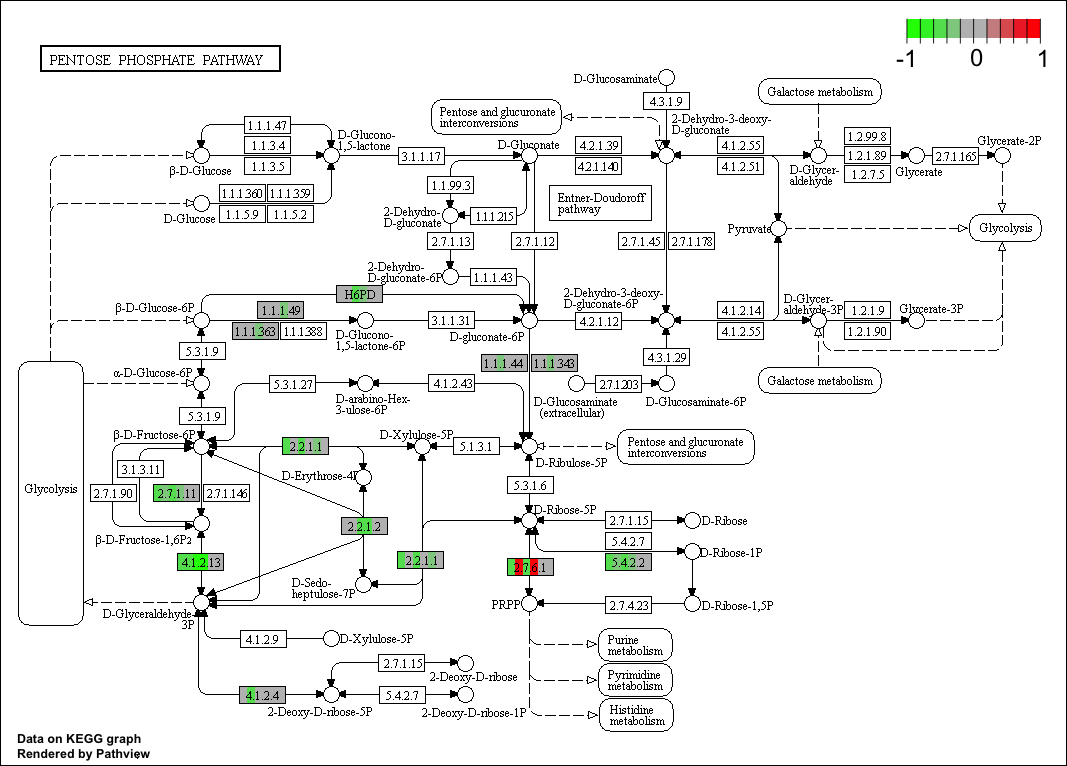 -1
0
1
PENTOSE PHOSPHATE PATHWAY
D-Glucosaminate
4.3.1.9
Galactose metabolism
Pentose and glucuronate
interconversions
2-Dehydro-3-deoxy-
D-gluconate
1.1.1.47
D-Glucono-
1,5-lactone
1.1.3.4
1.1.3.5
β-D-Glucose
3.1.1.17
D-Gluconate
4.2.1.39
4.2.1.140
4.1.2.55
4.1.2.51
D-Glycer-
aldehyde
1.2.99.8
1.2.1.89
1.2.7.5
Glycerate
2.7.1.165
Glycerate-2P
1.1.1.360
1.1.1.359
1.1.5.9
1.1.5.2
D-Glucose
1.1.99.3
2-Dehydro-
D-gluconate
1.1.1.215
Entner-Doudoroff
pathway
2.7.1.13
2.7.1.12
2.7.1.45
2.7.1.178
Pyruvate
Glycolysis
2-Dehydro-
D-gluconate-6P
1.1.1.43
H6PD
β-D-Glucose-6P
1.1.1.49
1.1.1.363
1.1.1.388
D-Glucono-
1,5-lactone-6P
3.1.1.31
D-gluconate-6P
2-Dehydro-3-deoxy-
D-gluconate-6P
4.2.1.12
4.1.2.14
4.1.2.55
D-Glycer-
aldehyde-3P
1.2.1.9
1.2.1.90
Glycerate-3P
5.3.1.9
1.1.1.44
1.1.1.343
4.3.1.29
2.7.1.203
D-Glucosaminate
(extracellular)
D-Glucosaminate-6P
Galactose metabolism
α-D-Glucose-6P
5.3.1.27
D-arabino-Hex-
3-ulose-6P
4.1.2.43
5.3.1.9
β-D-Fructose-6P
2.2.1.1
D-Xylulose-5P
5.3.1.1
D-Ribulose-5P
Pentose and glucuronate
interconversions
3.1.3.11
2.7.1.90
2.7.1.11
2.7.1.146
D-Erythrose-4P
5.3.1.6
Glycolysis
β-D-Fructose-1,6P2
2.2.1.2
D-Ribose-5P
2.7.1.15
D-Ribose
5.4.2.7
D-Ribose-1P
4.1.2.13
2.2.1.1
2.7.6.1
5.4.2.2
D-Sedo-
heptulose-7P
D-Glyceraldehyde-
3P
PRPP
2.7.4.23
D-Ribose-1,5P
4.1.2.9
D-Xylulose-5P
Purine
metabolism
2.7.1.15
2-Deoxy-D-ribose
Pyrimidine
metabolism
4.1.2.4
2-Deoxy-D-ribose-5P
5.4.2.7
2-Deoxy-D-ribose-1P
Histidine
metabolism
Data on KEGG graph
Rendered by Pathview